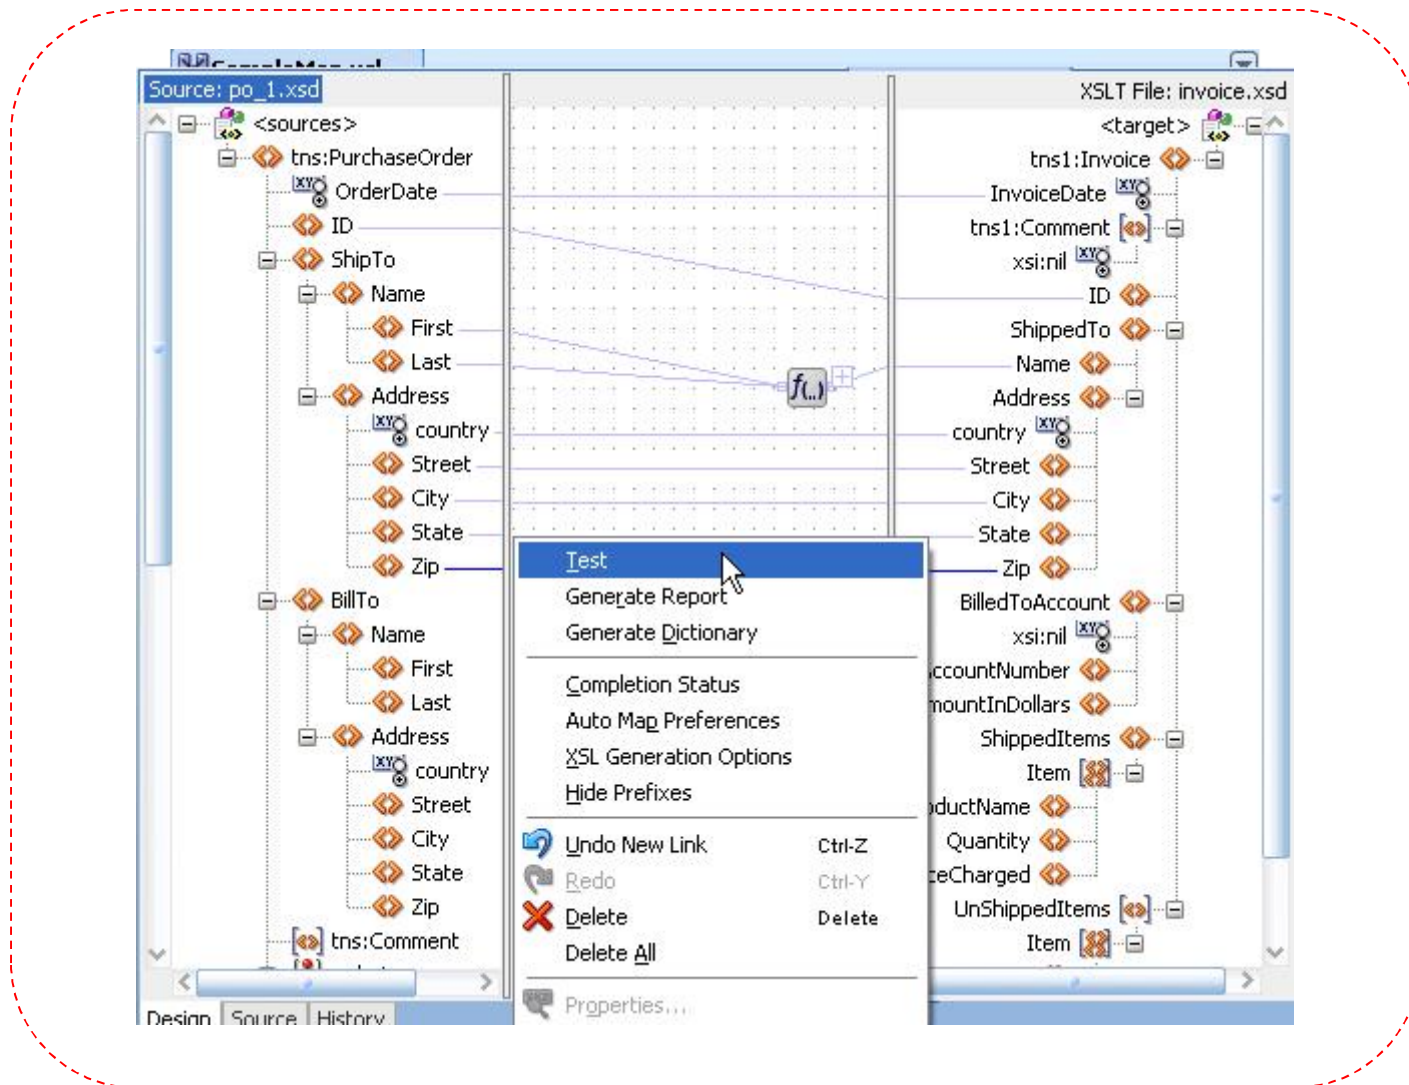 Source: po_1.xsd
XSLT File: invoice.xsd
<sources>
tns:PurchaseOrder
OrderDate
ID
ShipTo
Name
First
Last
Address
country
Street
City
State
Zip
BillTo
Name
First
Last
Address
country
Street
City
State
Zip
tns:Comment
f(..)
Test
Generate Report
Generate Dictionary
Completion Status
Auto Map Preferences
XSL Generation Options
Hide Prefixes
Undo New Link Ctrl-Z
Redo Ctrl-Y
Delete Delete
Delete All
Properties...
<target>
tns1:Invoice
InvoiceDate
tns1:Comment
xsi:nil
ID
ShippedTo
Name
Address
country
Street
City
State
Zip
BilledToAccount
xsi:nil
ccountNumber
mountInDollars
ShippedItems
Item
ductName
Quantity
eCharged
UnShippedItems
Item
Design Source History